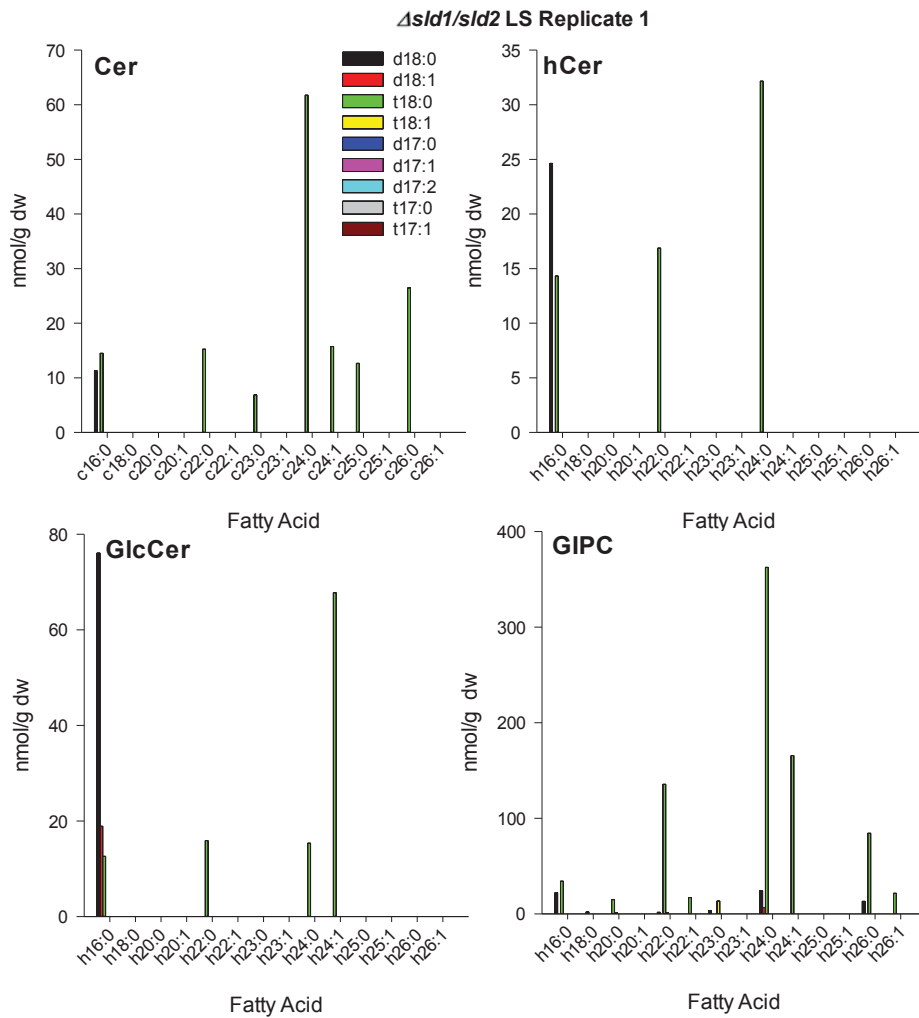 Δsld1/sld2 LS Replicate 1
Cer
70
60
50
40
30
20
10
0
nmol/g dw
d18:0
d18:1
t18:0
t18:1
d17:0
d17:1
d17:2
t17:0
t17:1
c16:0
c18:0
c20:0
c20:1
c22:0
c22:1
c23:0
c23:1
c24:0
c24:1
c25:0
c25:1
c26:0
c26:1
Fatty Acid
hCer
35
30
25
20
15
10
5
0
nmol/g dw
h16:0
h18:0
h20:0
h20:1
h22:0
h22:1
h23:0
h23:1
h24:0
h24:1
h25:0
h25:1
h26:0
h26:1
Fatty Acid
GlcCer
80
60
40
20
0
nmol/g dw
h16:0
h18:0
h20:0
h20:1
h22:0
h22:1
h23:0
h23:1
h24:0
h24:1
h25:0
h25:1
h26:0
h26:1
Fatty Acid
GIPC
400
300
200
100
0
nmol/g dw
h16:0
h18:0
h20:0
h20:1
h22:0
h22:1
h23:0
h23:1
h24:0
h24:1
h25:0
h25:1
h26:0
h26:1
Fatty Acid